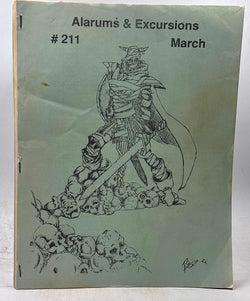 Alarums & Excursions
# 211 March